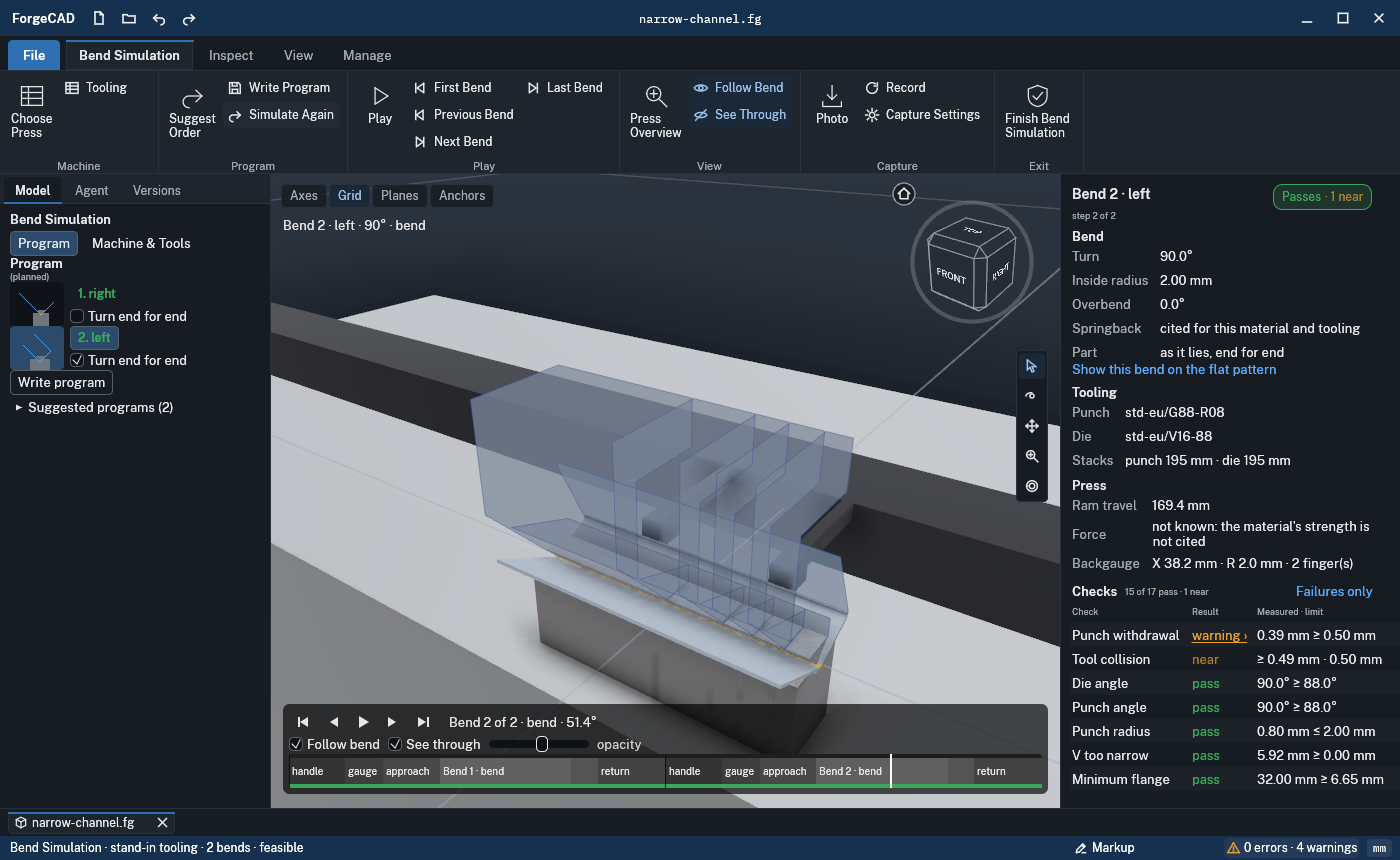 ForgeCAD
narrow-channel.fg
File
Bend Simulation
Inspect
View
Manage
Choose Press
Tooling
Machine
Suggest Order
Write Program
Simulate Again
Program
Play
First Bend
Previous Bend
Next Bend
Last Bend
Play
Press Overview
Follow Bend
See Through
View
Photo
Record
Capture Settings
Capture
Finish Bend Simulation
Exit
Model
Agent
Versions
Bend Simulation
Program
Machine & Tools
Program
(planned)
1. right
Turn end for end
2. left
Turn end for end
Write program
Suggested programs (2)
Axes
Grid
Planes
Anchors
Bend 2 · left · 90° · bend
TOP
FRONT
RIGHT
Bend 2 of 2 · bend · 51.4°
Follow bend
See through
opacity
handle
gauge
approach
Bend 1 · bend
return
handle
gauge
approach
Bend 2 · bend
return
Bend 2 · left
Passes · 1 near
step 2 of 2
Bend
Turn 90.0°
Inside radius 2.00 mm
Overbend 0.0°
Springback cited for this material and tooling
Part as it lies, end for end
Show this bend on the flat pattern
Tooling
Punch std-eu/G88-R08
Die std-eu/V16-88
Stacks punch 195 mm · die 195 mm
Press
Ram travel 169.4 mm
Force not known: the material's strength is not cited
Backgauge X 38.2 mm · R 2.0 mm · 2 finger(s)
Checks 15 of 17 pass · 1 near Failures only
Check Result Measured · limit
Punch withdrawal warning › 0.39 mm ≥ 0.50 mm
Tool collision near ≥ 0.49 mm · 0.50 mm
Die angle pass 90.0° ≥ 88.0°
Punch angle pass 90.0° ≥ 88.0°
Punch radius pass 0.80 mm ≤ 2.00 mm
V too narrow pass 5.92 mm ≥ 0.00 mm
Minimum flange pass 32.00 mm ≥ 6.65 mm
narrow-channel.fg
Bend Simulation · stand-in tooling · 2 bends · feasible
Markup
0 errors · 4 warnings
mm